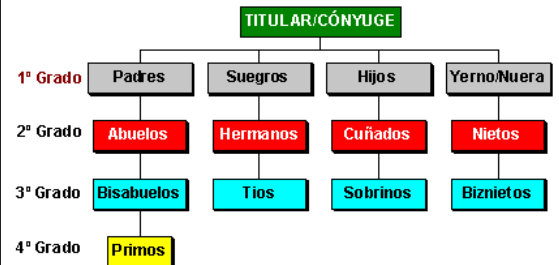 TITULAR/CÓNYUGE
1º Grado Padres Suegros Hijos Yerno/Nuera
2º Grado Abuelos Hermanos Cuñados Nietos
3º Grado Bisabuelos Tios Sobrinos Biznietos
4º Grado Primos